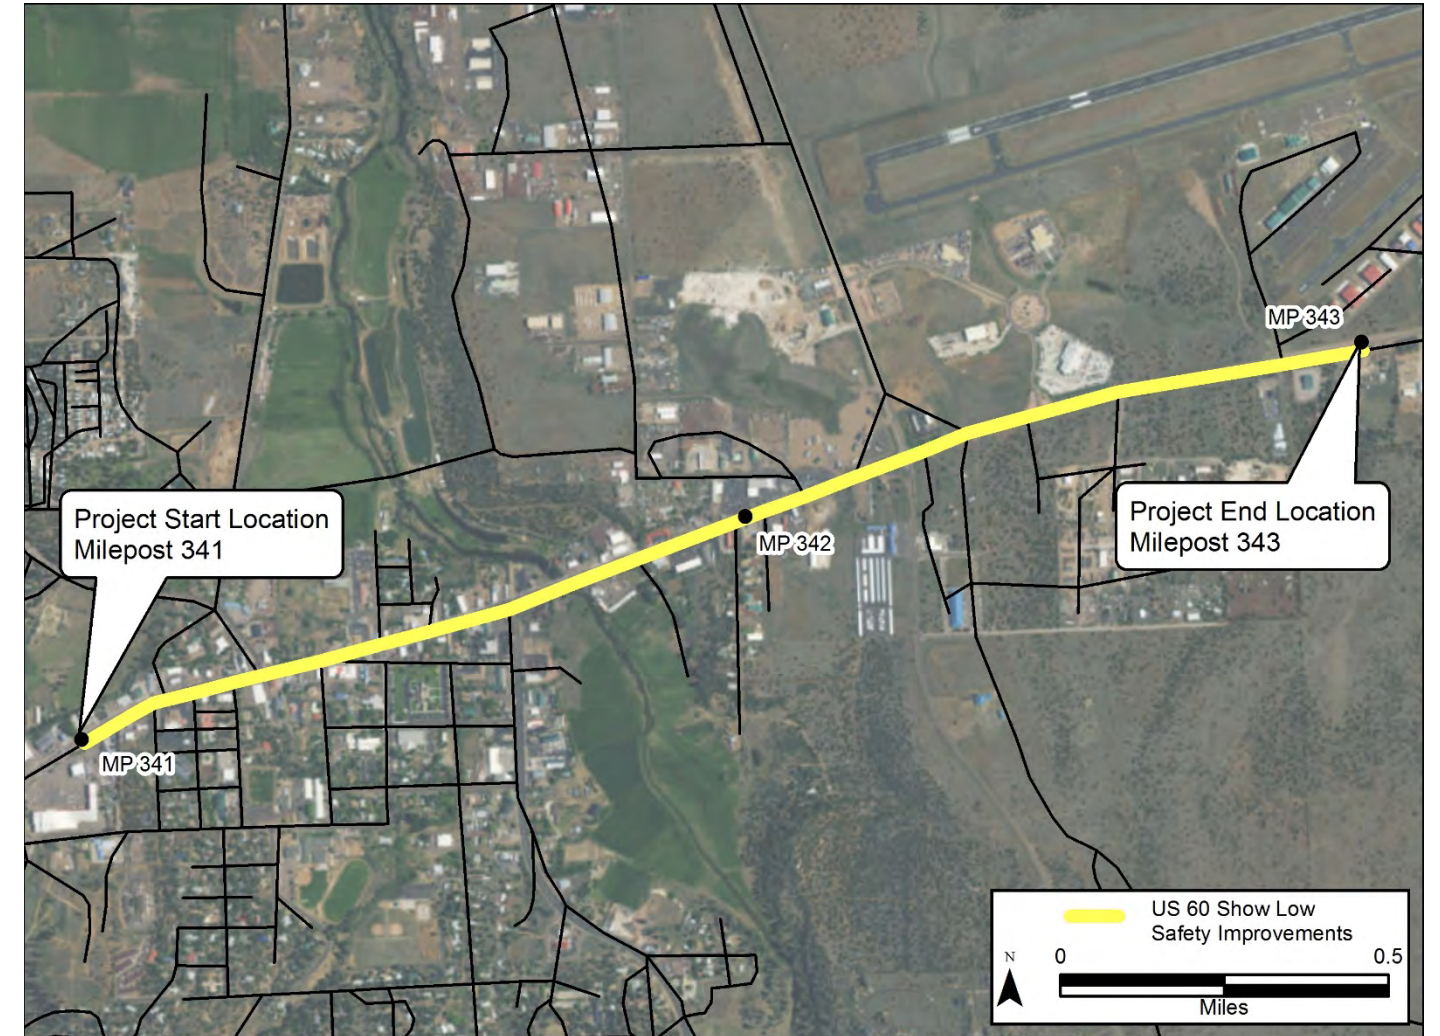 MP 343
Project Start Location
Milepost 341
Project End Location
Milepost 343
MP 342
MP 341
US 60 Show Low
Safety Improvements
N
0
0.5
Miles